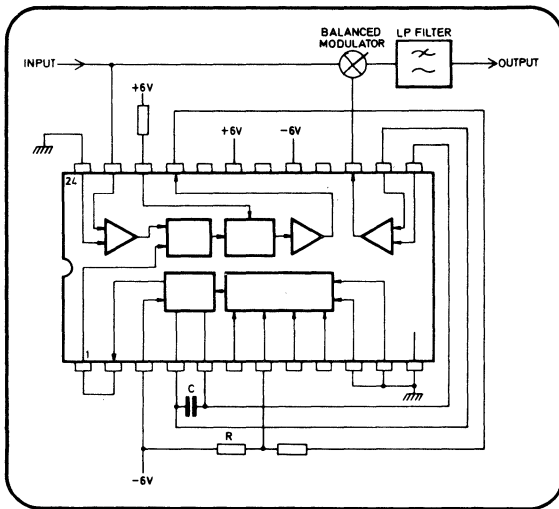 BALANCED
MODULATOR
LP FILTER
INPUT
OUTPUT
+6V
+6V
-6V
24
1
C
R
-6V